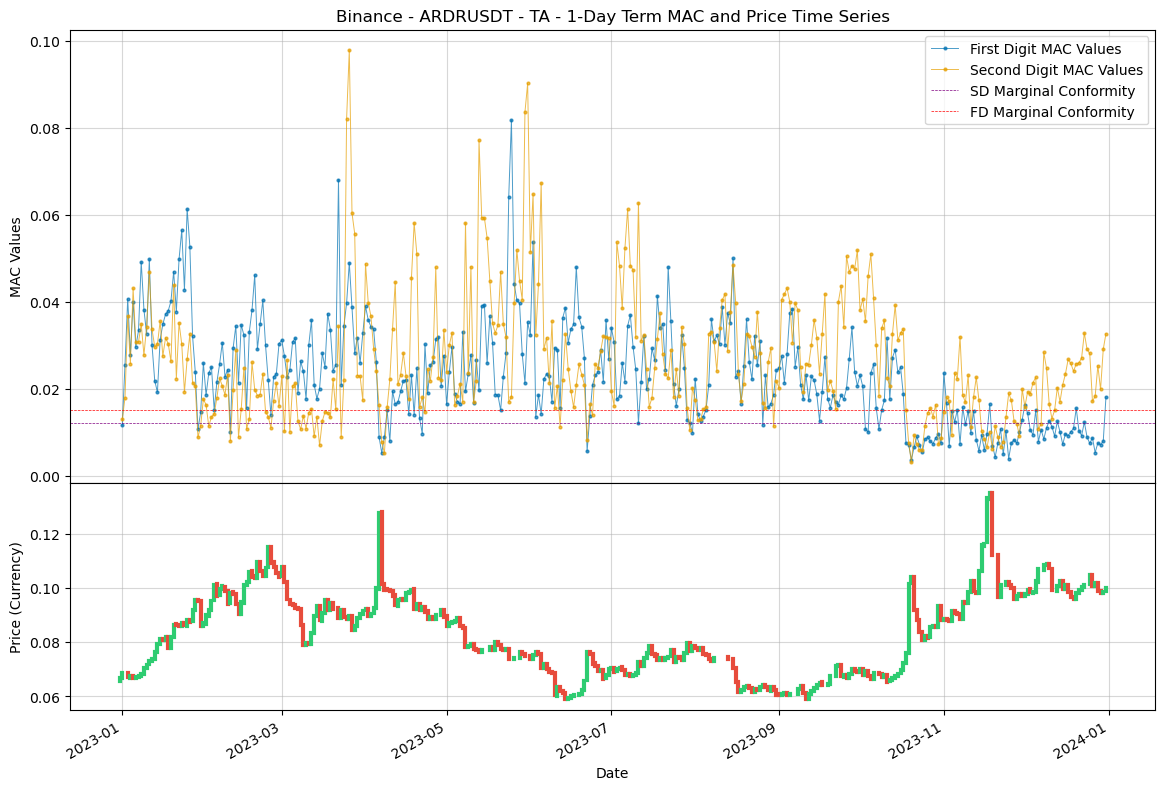 Binance - ARDRUSDT - TA - 1-Day Term MAC and Price Time Series
First Digit MAC Values
Second Digit MAC Values
SD Marginal Conformity
FD Marginal Conformity
MAC Values
0.10
0.08
0.06
0.04
0.02
0.00
Price (Currency)
0.12
0.10
0.08
0.06
2023-01
2023-03
2023-05
2023-07
2023-09
2023-11
2024-01
Date